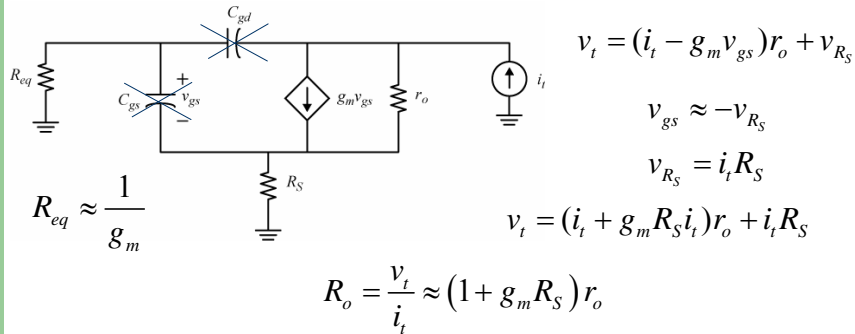 C_gd
v_t = (i_t − g_m v_gs) r_o + v_{R_S}
R_eq
+
C_gs v_gs
−
g_m v_gs
r_o
i_t
v_gs ≈ −v_{R_S}
v_{R_S} = i_t R_S
R_S
R_eq ≈ 1/g_m
v_t = (i_t + g_m R_S i_t) r_o + i_t R_S
R_o = v_t/i_t ≈ (1 + g_m R_S) r_o